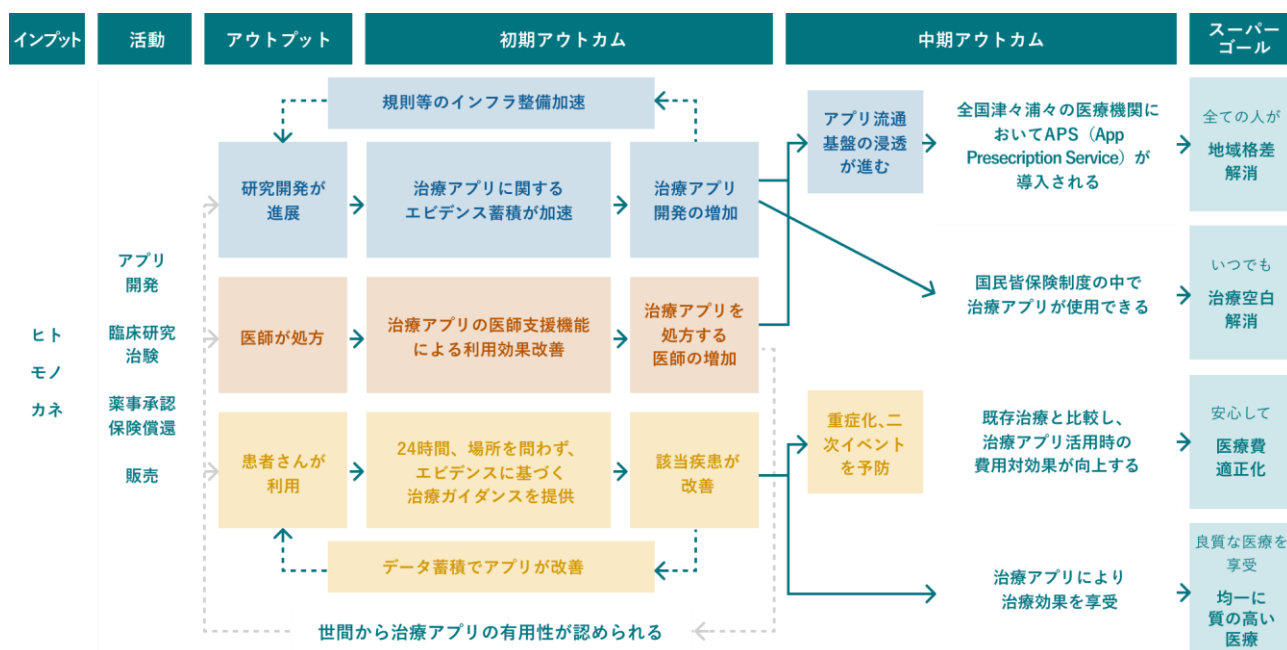 インプット
活動
アウトプット
初期アウトカム
中期アウトカム
スーパー
ゴール
ヒト
モノ
カネ
アプリ
開発
臨床研究
治験
薬事承認
保険償還
販売
規則等のインフラ整備加速
研究開発が
進展
治療アプリに関する
エビデンス蓄積が加速
治療アプリ
開発の増加
医師が処方
治療アプリの医師支援機能
による利用効果改善
治療アプリを
処方する
医師の増加
患者さんが
利用
24時間、場所を問わず、
エビデンスに基づく
治療ガイダンスを提供
該当疾患が
改善
データ蓄積でアプリが改善
世間から治療アプリの有用性が認められる
アプリ流通
基盤の浸透
が進む
全国津々浦々の医療機関に
おいてAPS（App
Presecription Service）が
導入される
国民皆保険制度の中で
治療アプリが使用できる
重症化、二
次イベント
を予防
既存治療と比較し、
治療アプリ活用時の
費用対効果が向上する
治療アプリにより
治療効果を享受
全ての人が
地域格差
解消
いつでも
治療空白
解消
安心して
医療費
適正化
良質な医療を
享受
均一に
質の高い
医療